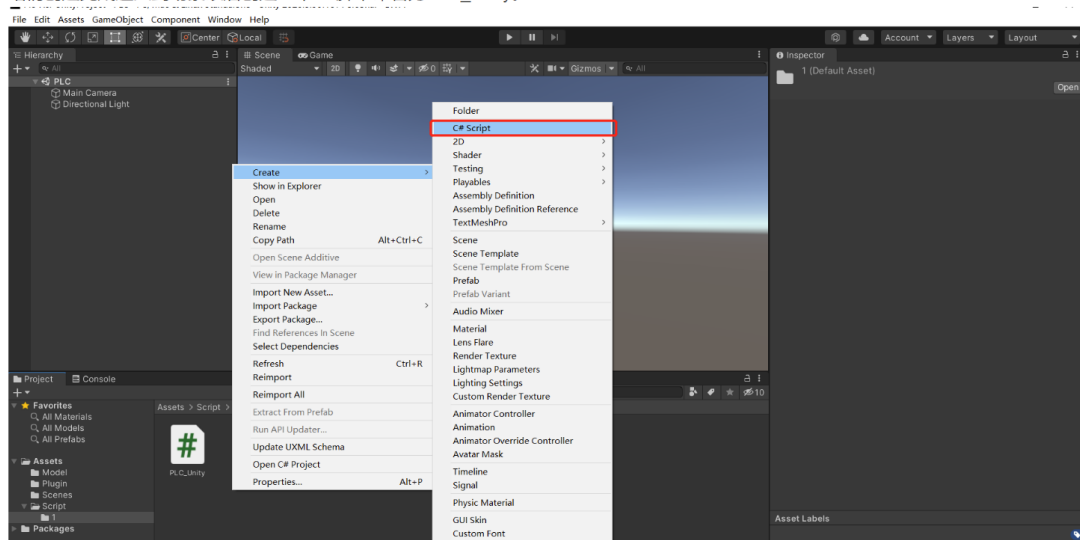 File Edit Assets GameObject Component Window Help
Center Local
Account Layers Layout
Hierarchy
All
PLC
Main Camera
Directional Light
Scene Game
Shaded 2D 0 Gizmos All
Inspector
1 (Default Asset)
Open
Create
Show in Explorer
Open
Delete
Rename
Copy Path Alt+Ctrl+C
Open Scene Additive
View in Package Manager
Import New Asset...
Import Package
Export Package...
Find References In Scene
Select Dependencies
Refresh Ctrl+R
Reimport
Reimport All
Extract From Prefab
Run API Updater...
Update UXML Schema
Open C# Project
Properties... Alt+P
Folder
C# Script
2D
Shader
Testing
Playables
Assembly Definition
Assembly Definition Reference
TextMeshPro
Scene
Scene Template
Scene Template From Scene
Prefab
Prefab Variant
Audio Mixer
Material
Lens Flare
Render Texture
Lightmap Parameters
Lighting Settings
Custom Render Texture
Animator Controller
Animation
Animator Override Controller
Avatar Mask
Timeline
Signal
Physic Material
GUI Skin
Custom Font
Project Console
10
Favorites
All Materials
All Models
All Prefabs
Assets
Model
Plugin
Scenes
Script
1
Packages
Assets > Script >
#
PLC_Unity
Asset Labels